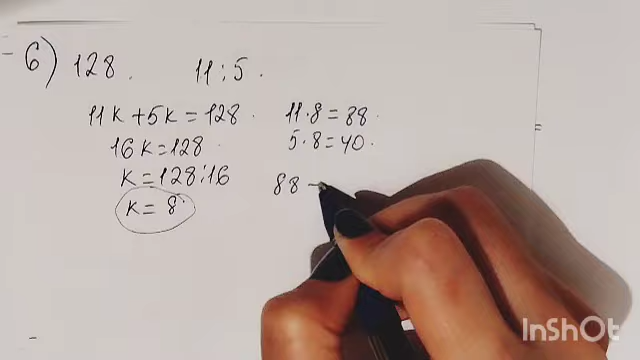 6) 128. 11:5.
11k+5k=128. 11·8=88.
16k=128. 5·8=40.
k=128:16 88-
k=8.
InShOt